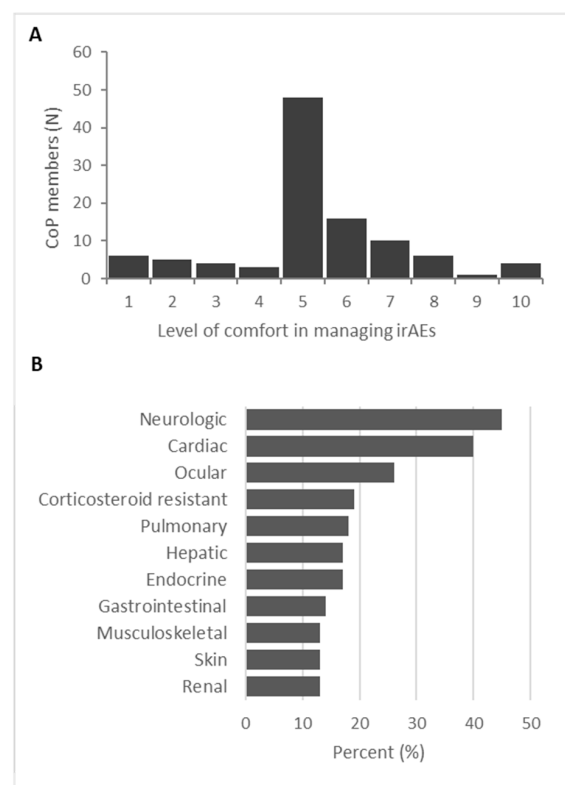 A
60
50
40
30
20
10
0
CoP members (N)
1 2 3 4 5 6 7 8 9 10
Level of comfort in managing irAEs
B
Neurologic
Cardiac
Ocular
Corticosteroid resistant
Pulmonary
Hepatic
Endocrine
Gastrointestinal
Musculoskeletal
Skin
Renal
0 10 20 30 40 50
Percent (%)